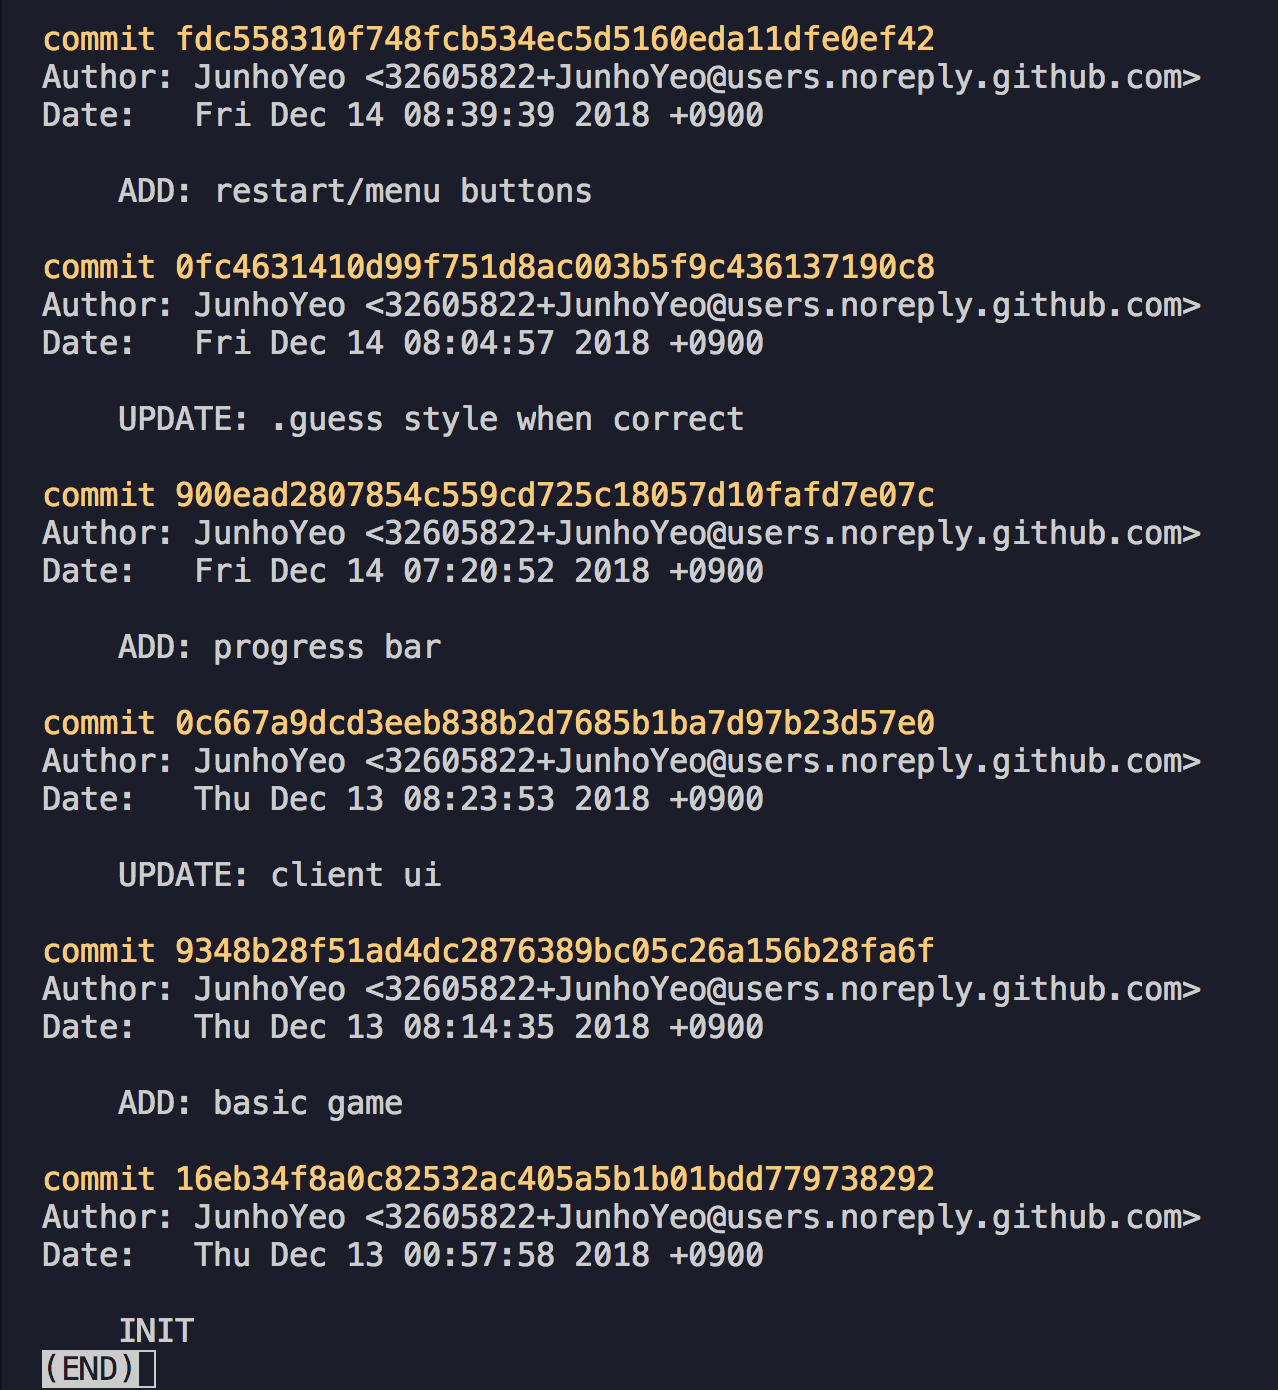 commit fdc558310f748fcb534ec5d5160eda11dfe0ef42
Author: JunhoYeo <32605822+JunhoYeo@users.noreply.github.com>
Date:   Fri Dec 14 08:39:39 2018 +0900
ADD: restart/menu buttons
commit 0fc4631410d99f751d8ac003b5f9c436137190c8
Author: JunhoYeo <32605822+JunhoYeo@users.noreply.github.com>
Date:   Fri Dec 14 08:04:57 2018 +0900
UPDATE: .guess style when correct
commit 900ead2807854c559cd725c18057d10fafd7e07c
Author: JunhoYeo <32605822+JunhoYeo@users.noreply.github.com>
Date:   Fri Dec 14 07:20:52 2018 +0900
ADD: progress bar
commit 0c667a9dcd3eeb838b2d7685b1ba7d97b23d57e0
Author: JunhoYeo <32605822+JunhoYeo@users.noreply.github.com>
Date:   Thu Dec 13 08:23:53 2018 +0900
UPDATE: client ui
commit 9348b28f51ad4dc2876389bc05c26a156b28fa6f
Author: JunhoYeo <32605822+JunhoYeo@users.noreply.github.com>
Date:   Thu Dec 13 08:14:35 2018 +0900
ADD: basic game
commit 16eb34f8a0c82532ac405a5b1b01bdd779738292
Author: JunhoYeo <32605822+JunhoYeo@users.noreply.github.com>
Date:   Thu Dec 13 00:57:58 2018 +0900
INIT
(END)